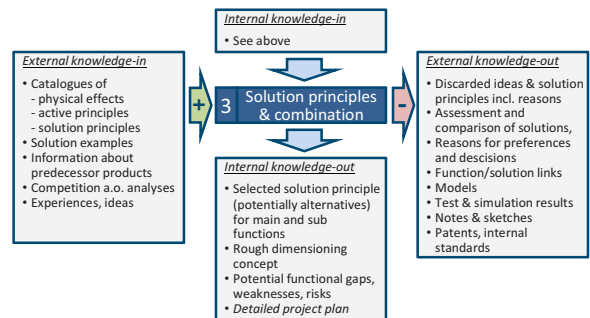 Internal knowledge-in
• See above
External knowledge-in
• Catalogues of
- physical effects
- active principles
- solution principles
• Solution examples
• Information about
predecessor products
• Competition a.o. analyses
• Experiences, ideas
+
3 Solution principles
& combination
-
External knowledge-out
• Discarded ideas & solution
principles incl. reasons
• Assessment and
comparison of solutions,
• Reasons for preferences
and descisions
• Function/solution links
• Models
• Test & simulation results
• Notes & sketches
• Patents, internal
standards
Internal knowledge-out
• Selected solution principle
(potentially alternatives) for
main and sub
functions
• Rough dimensioning
concept
• Potential functional gaps,
weaknesses, risks
• Detailed project plan